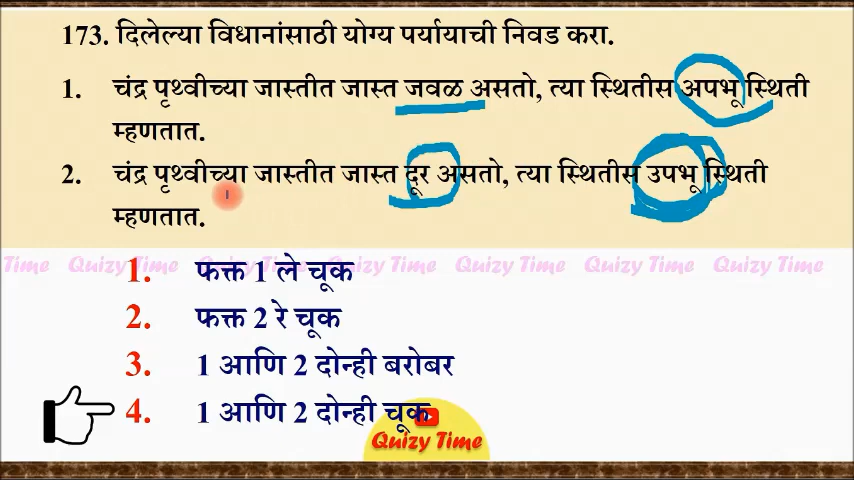 173. दिलेल्या विधानांसाठी योग्य पर्यायाची निवड करा.
1. चंद्र पृथ्वीच्या जास्तीत जास्त जवळ असतो, त्या स्थितीस अपभू स्थिती
म्हणतात.
2. चंद्र पृथ्वीच्या जास्तीत जास्त दूर असतो, त्या स्थितीस उपभू स्थिती
म्हणतात.
Time Quizy Time Quizy Time Quizy Time Quizy Time Quizy Time Quizy Time
1. फक्त 1 ले चूक
2. फक्त 2 रे चूक
3. 1 आणि 2 दोन्ही बरोबर
4. 1 आणि 2 दोन्ही चूक
Quizy Time